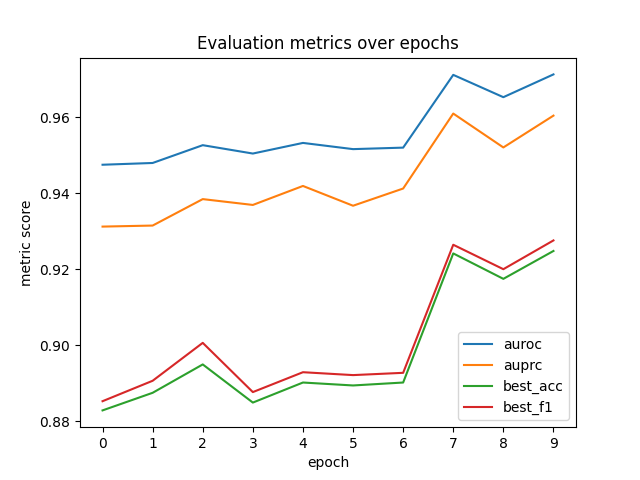 Evaluation metrics over epochs
metric score
0.96
0.94
0.92
0.90
0.88
0 1 2 3 4 5 6 7 8 9
epoch
auroc
auprc
best_acc
best_f1